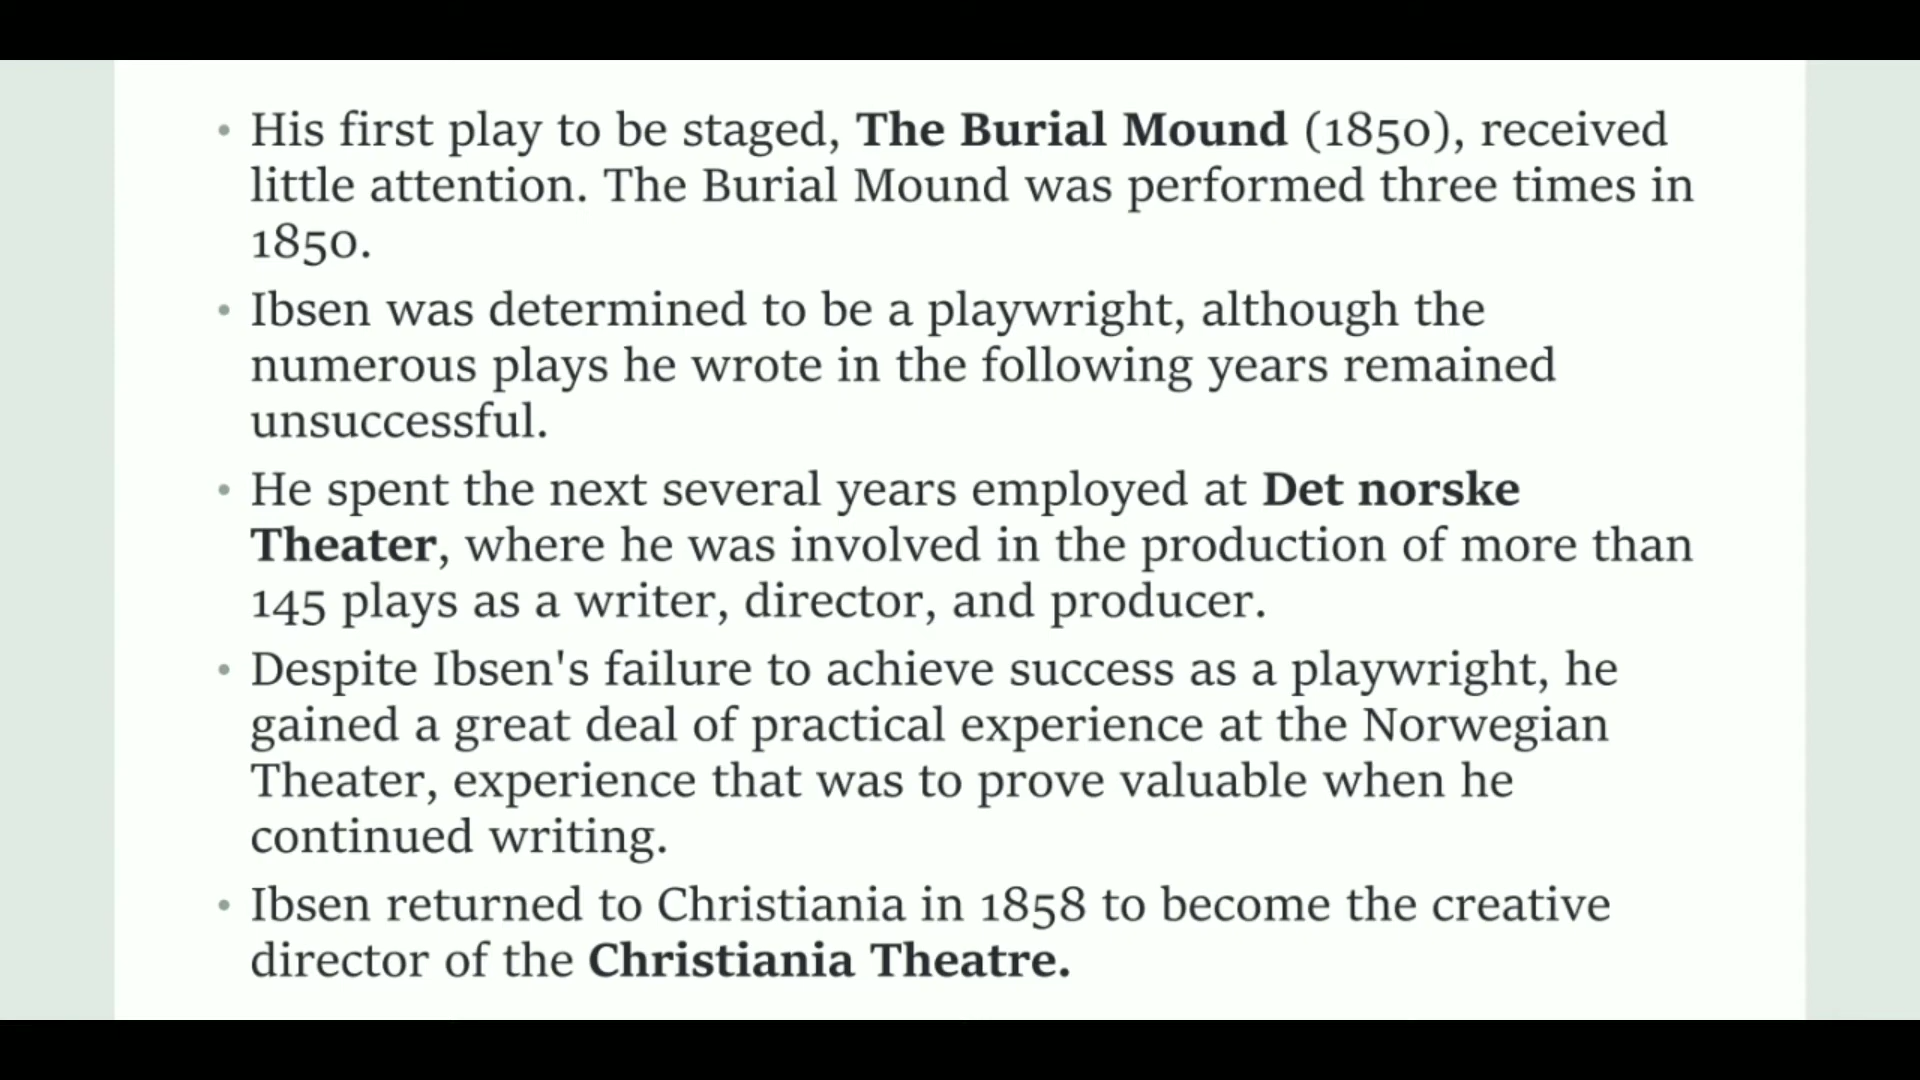 • His first play to be staged, The Burial Mound (1850), received
little attention. The Burial Mound was performed three times in
1850.
• Ibsen was determined to be a playwright, although the
numerous plays he wrote in the following years remained
unsuccessful.
• He spent the next several years employed at Det norske
Theater, where he was involved in the production of more than
145 plays as a writer, director, and producer.
• Despite Ibsen's failure to achieve success as a playwright, he
gained a great deal of practical experience at the Norwegian
Theater, experience that was to prove valuable when he
continued writing.
• Ibsen returned to Christiania in 1858 to become the creative
director of the Christiania Theatre.